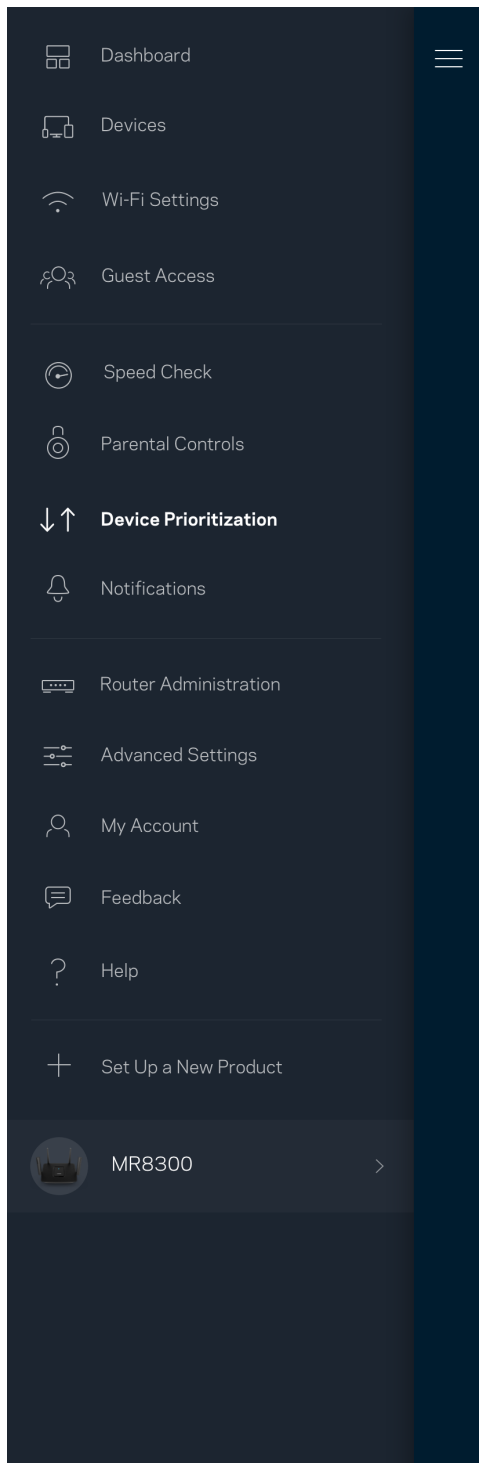 Dashboard
Devices
Wi-Fi Settings
Guest Access
Speed Check
Parental Controls
Device Prioritization
Notifications
Router Administration
Advanced Settings
My Account
Feedback
Help
Set Up a New Product
MR8300